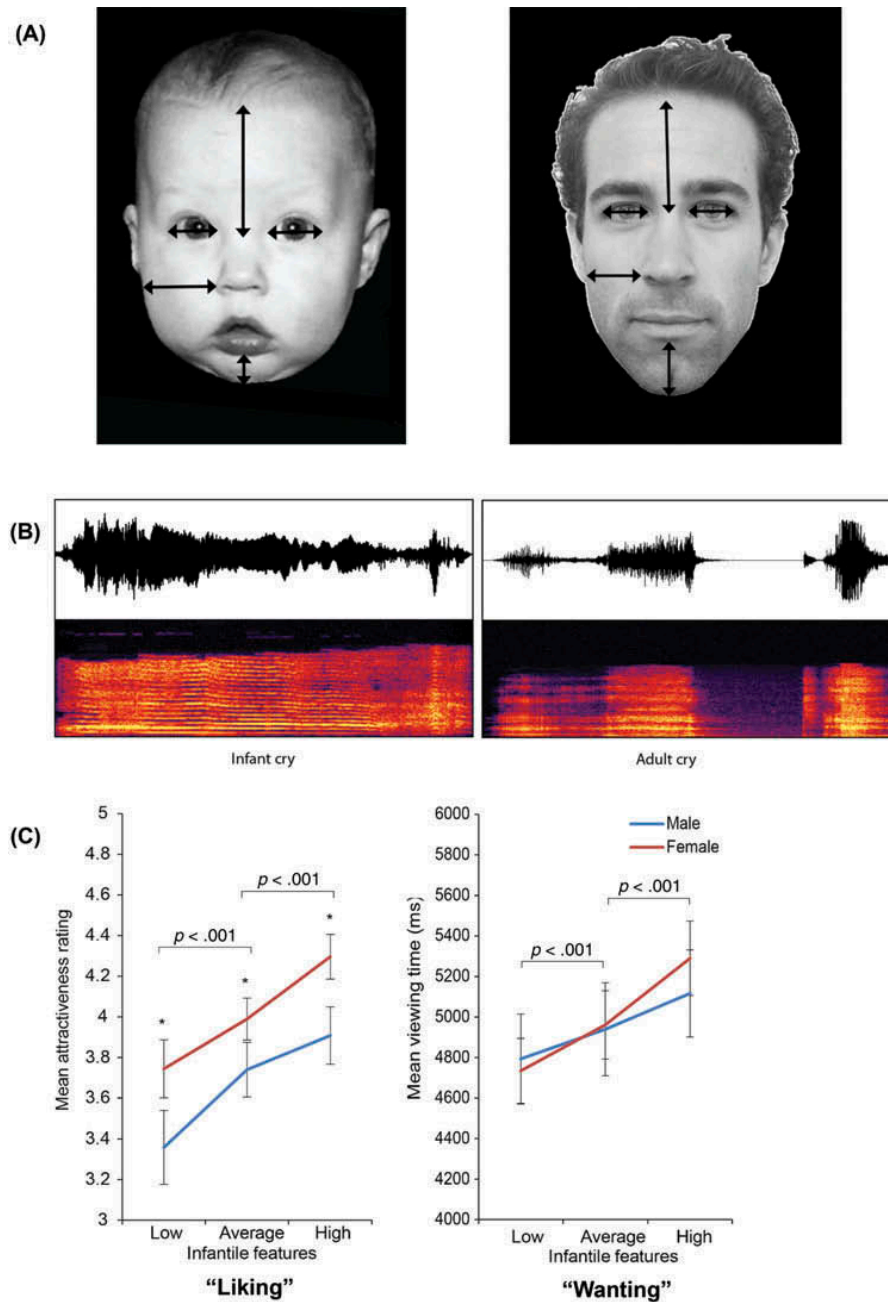 (A)
(B)
Infant cry
Adult cry
(C)
5
4.8
4.6
4.4
4.2
4
3.8
3.6
3.4
3.2
3
Mean attractiveness rating
p < .001
p < .001
*
*
*
Low
Average
High
Infantile features
“Liking”
6000
5800
5600
5400
5200
5000
4800
4600
4400
4200
4000
Mean viewing time (ms)
Male
Female
p < .001
p < .001
Low
Average
High
Infantile features
“Wanting”